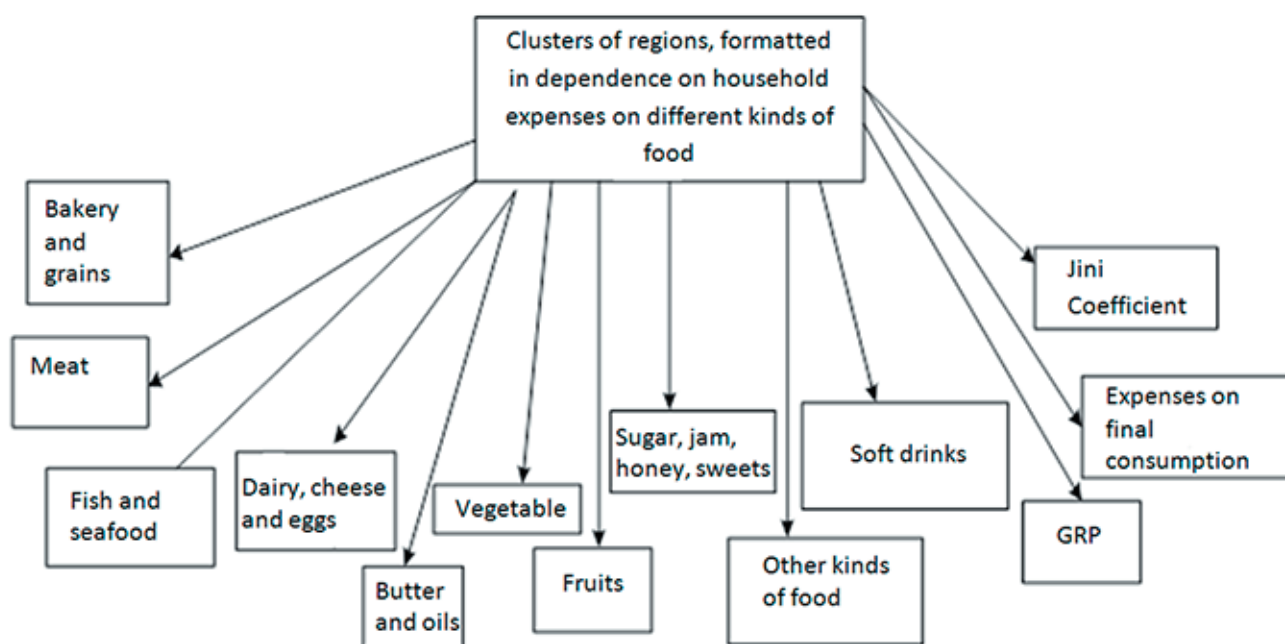 Clusters of regions, formatted
in dependence on household
expenses on different kinds of
food
Bakery
and
grains
Meat
Fish and
seafood
Dairy, cheese
and eggs
Butter
and oils
Vegetable
Fruits
Sugar, jam,
honey, sweets
Other kinds
of food
Soft drinks
Jini
Coefficient
Expenses on
final
consumption
GRP